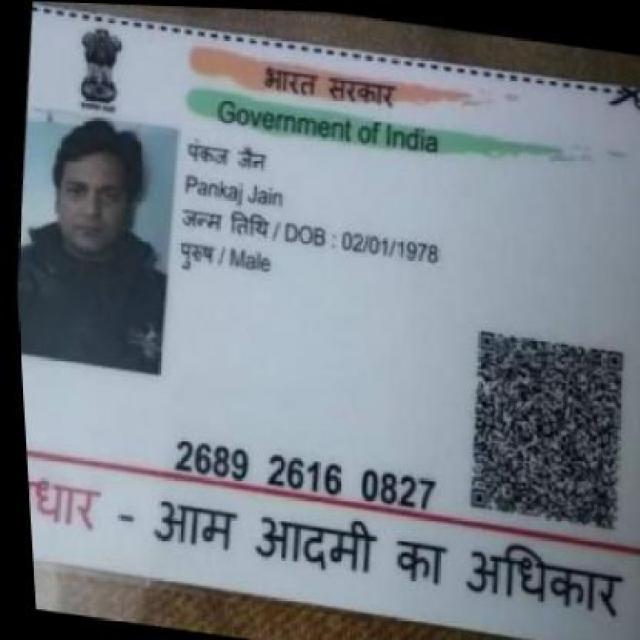 भारत सरकार
Government of India
पंकज जैन
Pankaj Jain
जन्म तिथि / DOB : 02/01/1978
पुरुष / Male
2689 2616 0827
धार - आम आदमी का अधिकार